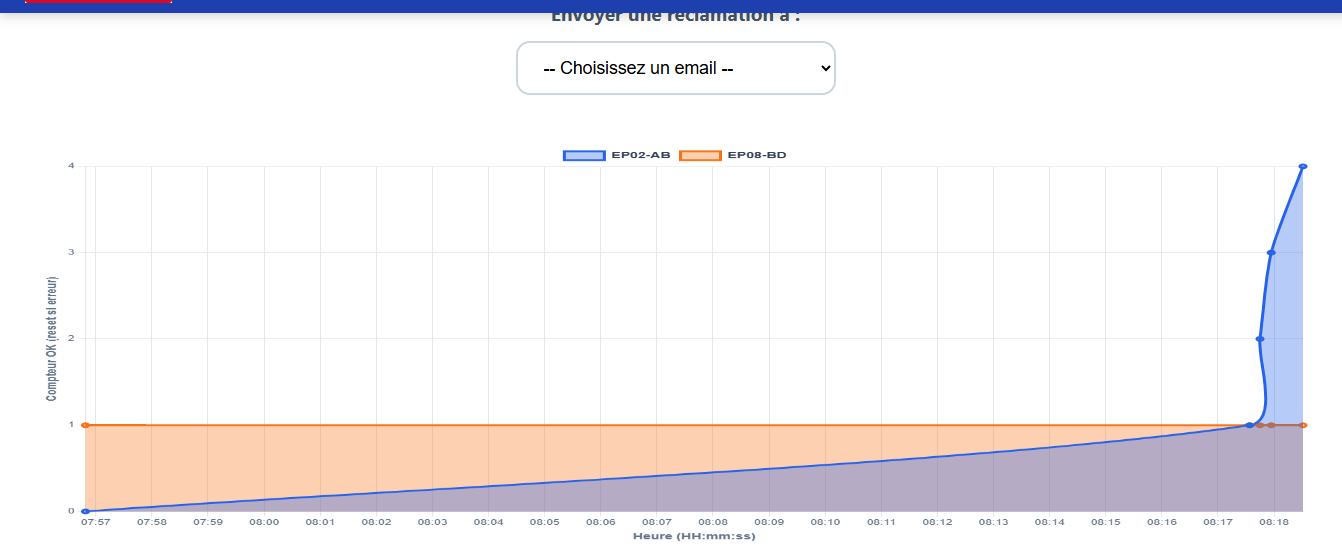 Envoyer une réclamation à :
-- Choisissez un email --
EP02-AB EP08-BD
4
3
2
1
0
Compteur OK (reset si erreur)
07:57 07:58 07:59 08:00 08:01 08:02 08:03 08:04 08:05 08:06 08:07 08:08 08:09 08:10 08:11 08:12 08:13 08:14 08:15 08:16 08:17 08:18
Heure (HH:mm:ss)